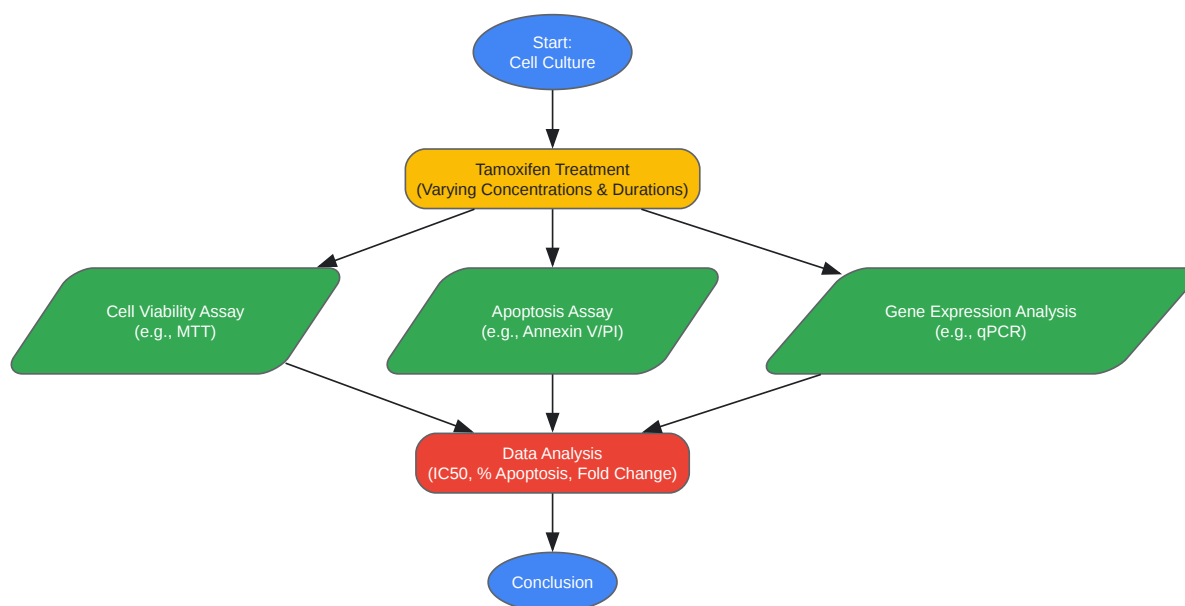 Start:
Cell Culture
Tamoxifen Treatment
(Varying Concentrations & Durations)
Cell Viability Assay
(e.g., MTT)
Apoptosis Assay
(e.g., Annexin V/PI)
Gene Expression Analysis
(e.g., qPCR)
Data Analysis
(IC50, % Apoptosis, Fold Change)
Conclusion